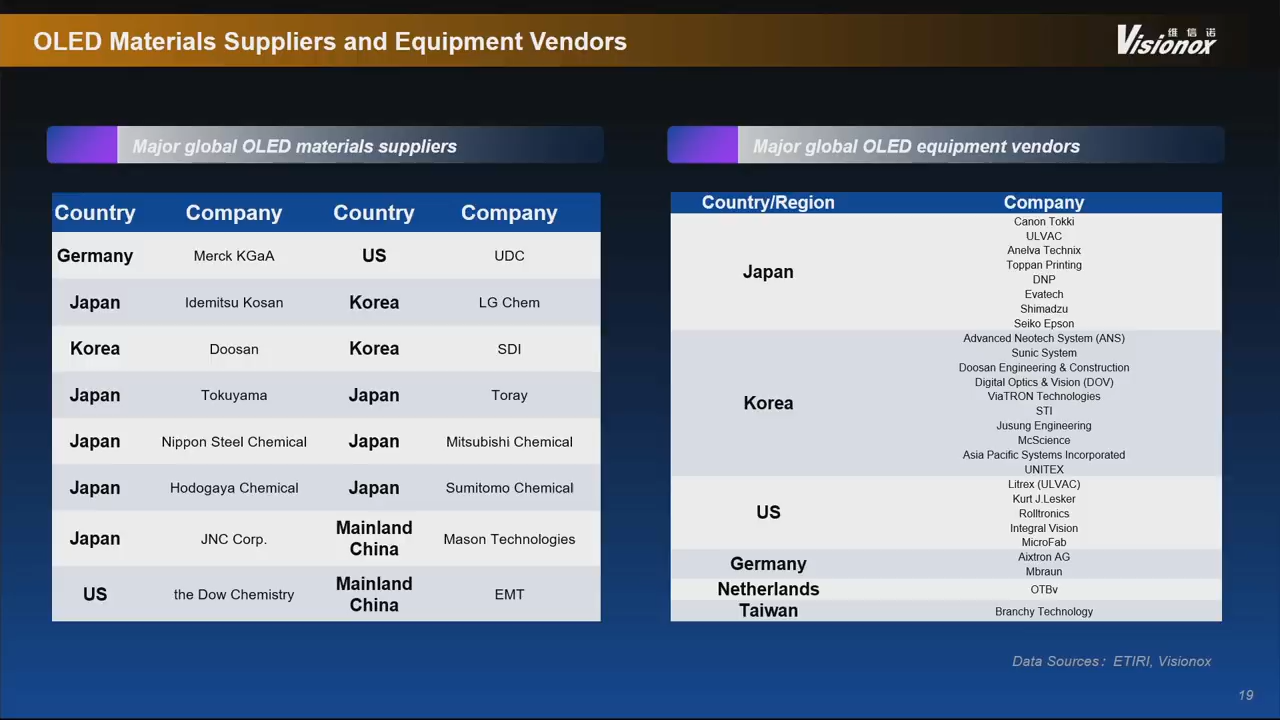 OLED Materials Suppliers and Equipment Vendors
维信诺
Visionox
Major global OLED materials suppliers
Country Company Country Company
Germany Merck KGaA US UDC
Japan Idemitsu Kosan Korea LG Chem
Korea Doosan Korea SDI
Japan Tokuyama Japan Toray
Japan Nippon Steel Chemical Japan Mitsubishi Chemical
Japan Hodogaya Chemical Japan Sumitomo Chemical
Japan JNC Corp. Mainland China Mason Technologies
US the Dow Chemistry Mainland China EMT
Major global OLED equipment vendors
Country/Region Company
Japan
Canon Tokki
ULVAC
Anelva Technix
Toppan Printing
DNP
Evatech
Shimadzu
Seiko Epson
Korea
Advanced Neotech System (ANS)
Sunic System
Doosan Engineering & Construction
Digital Optics & Vision (DOV)
ViaTRON Technologies
STI
Jusung Engineering
McScience
Asia Pacific Systems Incorporated
UNITEX
US
Litrex (ULVAC)
Kurt J.Lesker
Rolltronics
Integral Vision
MicroFab
Germany
Aixtron AG
Mbraun
Netherlands OTBv
Taiwan Branchy Technology
Data Sources：ETIRI, Visionox
19